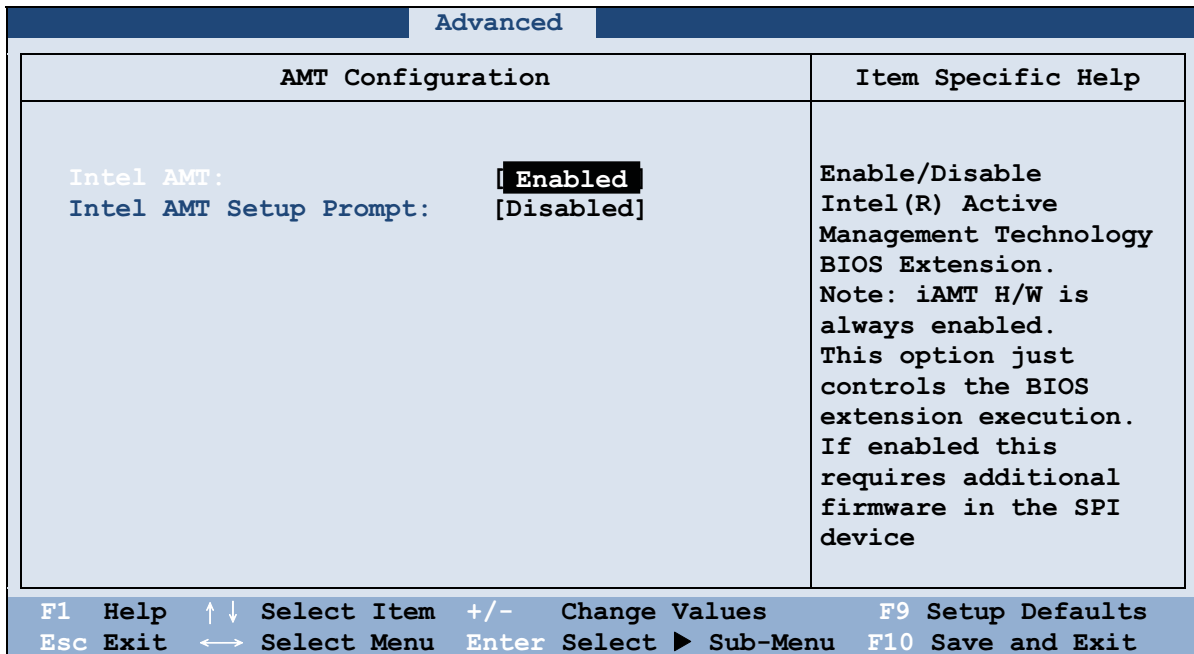 Advanced
AMT Configuration
Item Specific Help
Intel AMT: [ Enabled ]
Intel AMT Setup Prompt: [Disabled]
Enable/Disable
Intel(R) Active
Management Technology
BIOS Extension.
Note: iAMT H/W is
always enabled.
This option just
controls the BIOS
extension execution.
If enabled this
requires additional
firmware in the SPI
device
F1 Help ↑↓ Select Item +/- Change Values F9 Setup Defaults
Esc Exit ←→ Select Menu Enter Select ▶ Sub-Menu F10 Save and Exit